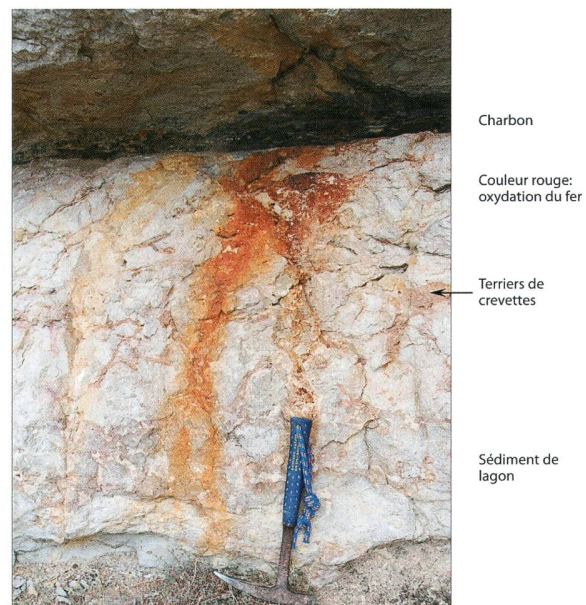 Charbon
Couleur rouge:
oxydation du fer
Terriers de
crevettes
Sédiment de
lagon